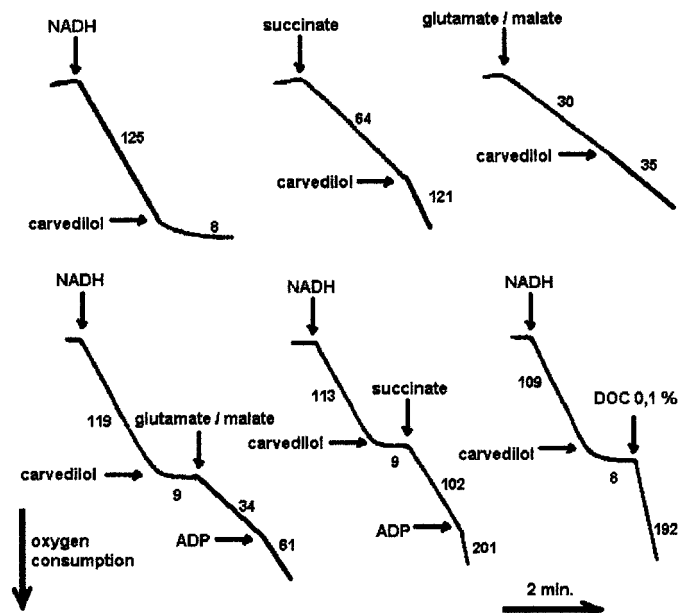 NADH
succinate
glutamate / malate
125
64
30
carvedilol
8
carvedilol
121
carvedilol
35
NADH
NADH
NADH
119
glutamate / malate
113
succinate
109
DOC 0,1 %
carvedilol
9
34
ADP
61
carvedilol
9
102
ADP
201
carvedilol
8
192
oxygen
consumption
2 min.